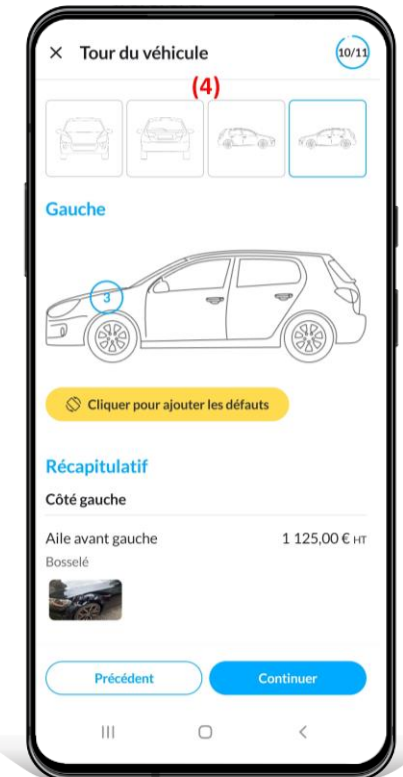 × Tour du véhicule 10/11
(4)
Gauche
3
Cliquer pour ajouter les défauts
Récapitulatif
Côté gauche
Aile avant gauche 1 125,00 € HT
Bosselé
Précédent Continuer